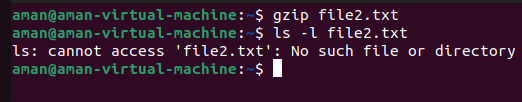 aman@aman-virtual-machine:~$ gzip file2.txt
aman@aman-virtual-machine:~$ ls -l file2.txt
ls: cannot access 'file2.txt': No such file or directory
aman@aman-virtual-machine:~$